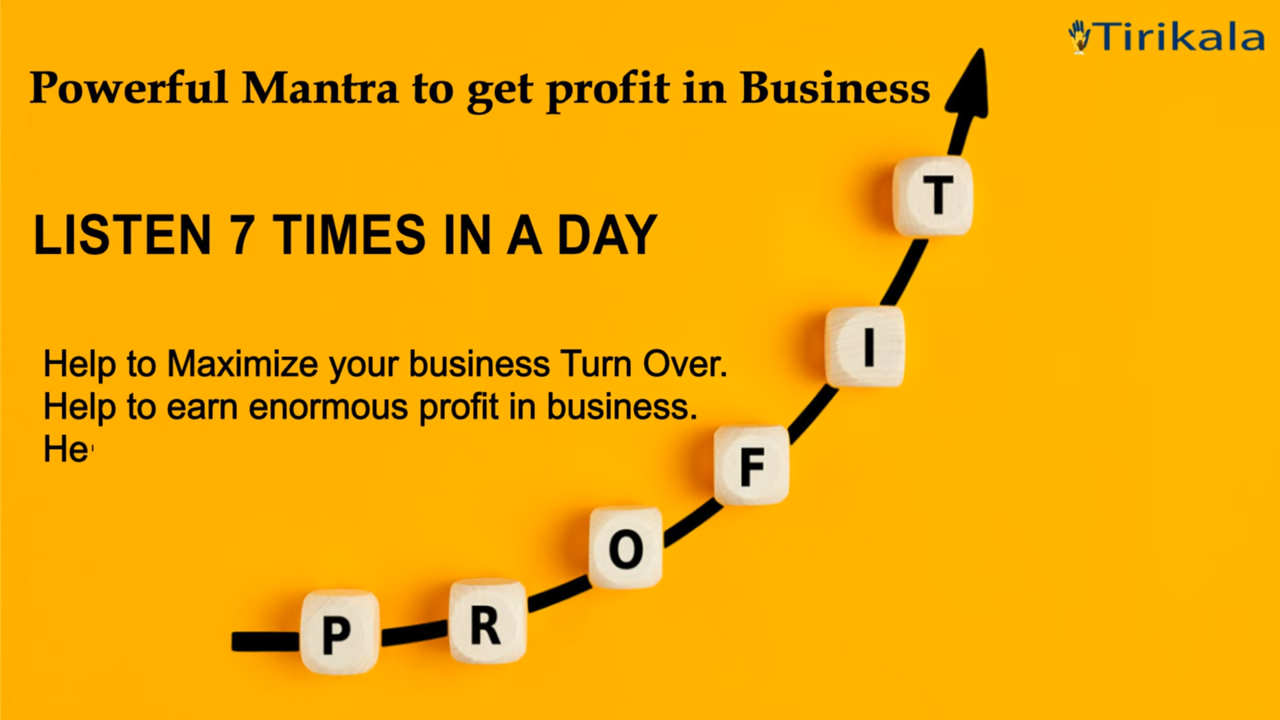 Tirikala
Powerful Mantra to get profit in Business
LISTEN 7 TIMES IN A DAY
Help to Maximize your business Turn Over.
Help to earn enormous profit in business.
He
P R O F I T